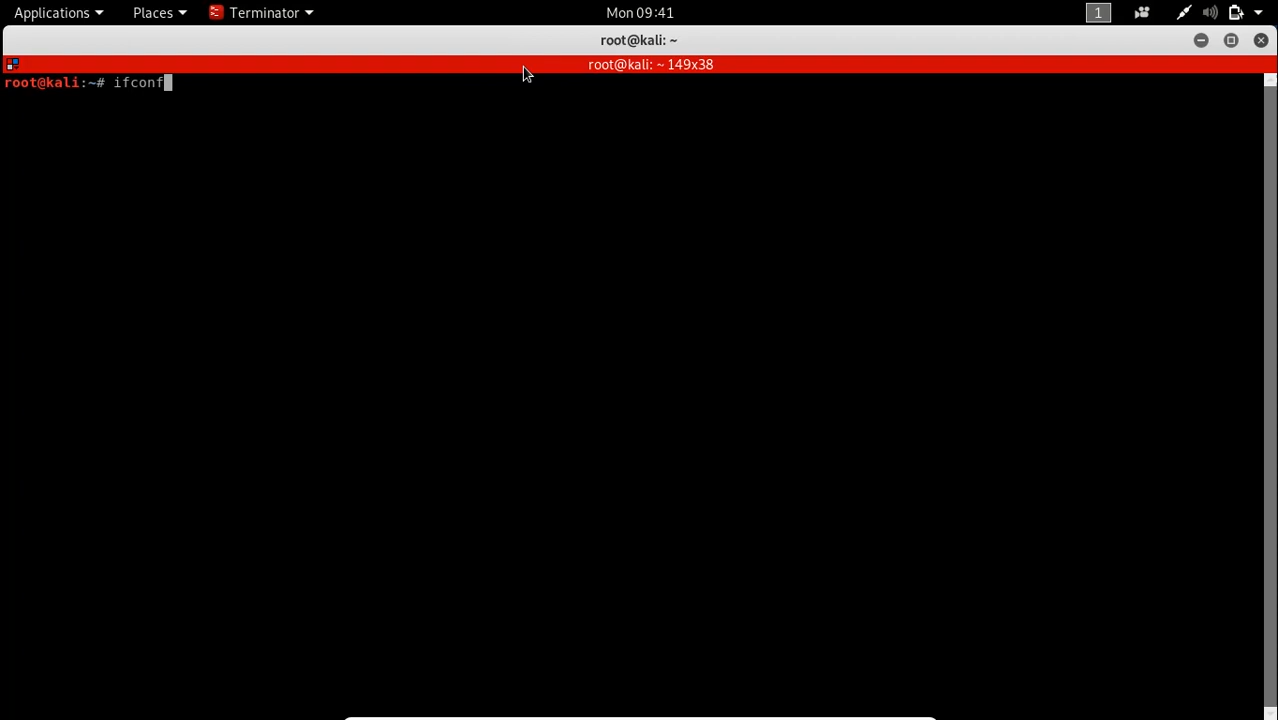 Applications Places Terminator Mon 09:41 1
root@kali: ~
root@kali: ~ 149x38
root@kali:~# ifconf